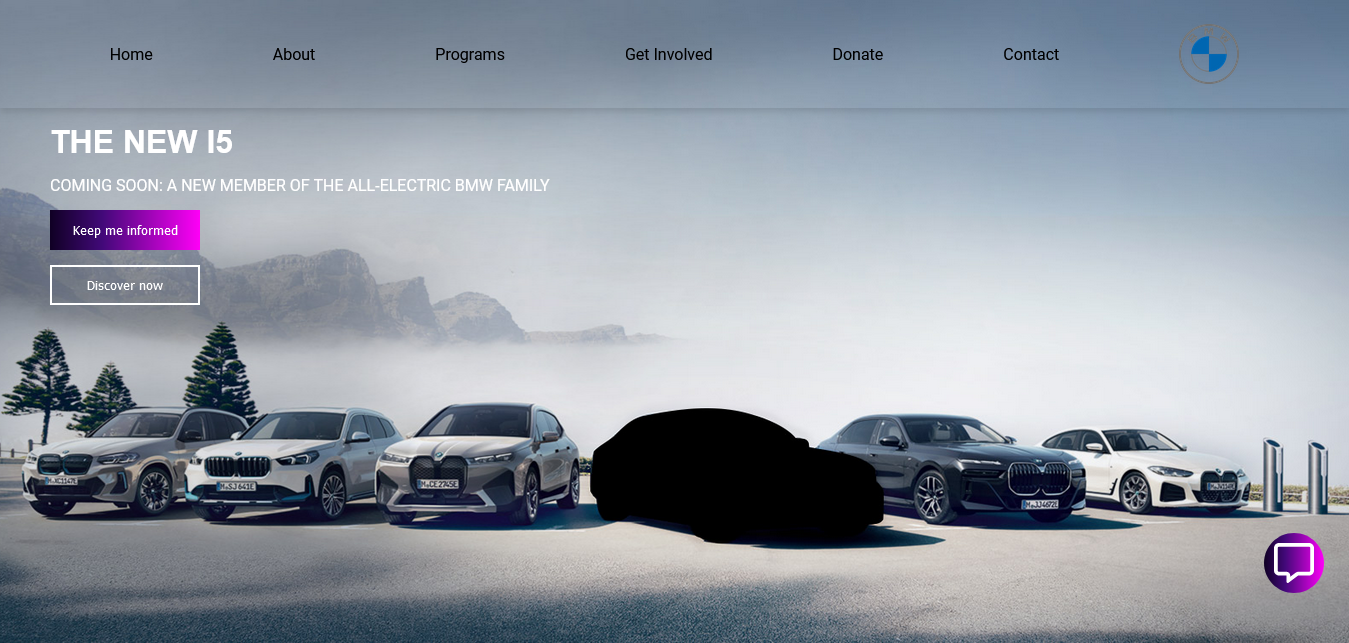 Home About Programs Get Involved Donate Contact
THE NEW I5
COMING SOON: A NEW MEMBER OF THE ALL-ELECTRIC BMW FAMILY
Keep me informed
Discover now